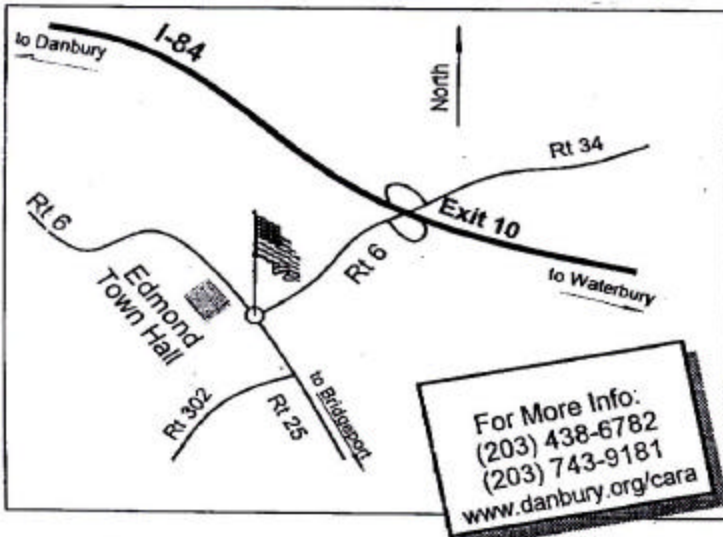 to Danbury
I-84
North
Rt 34
Exit 10
Rt 6
Rt 6
to Waterbury
Edmond
Town Hall
Rt 302
Rt 25
to Bridgeport
For More Info:
(203) 438-6782
(203) 743-9181
www.danbury.org/cara